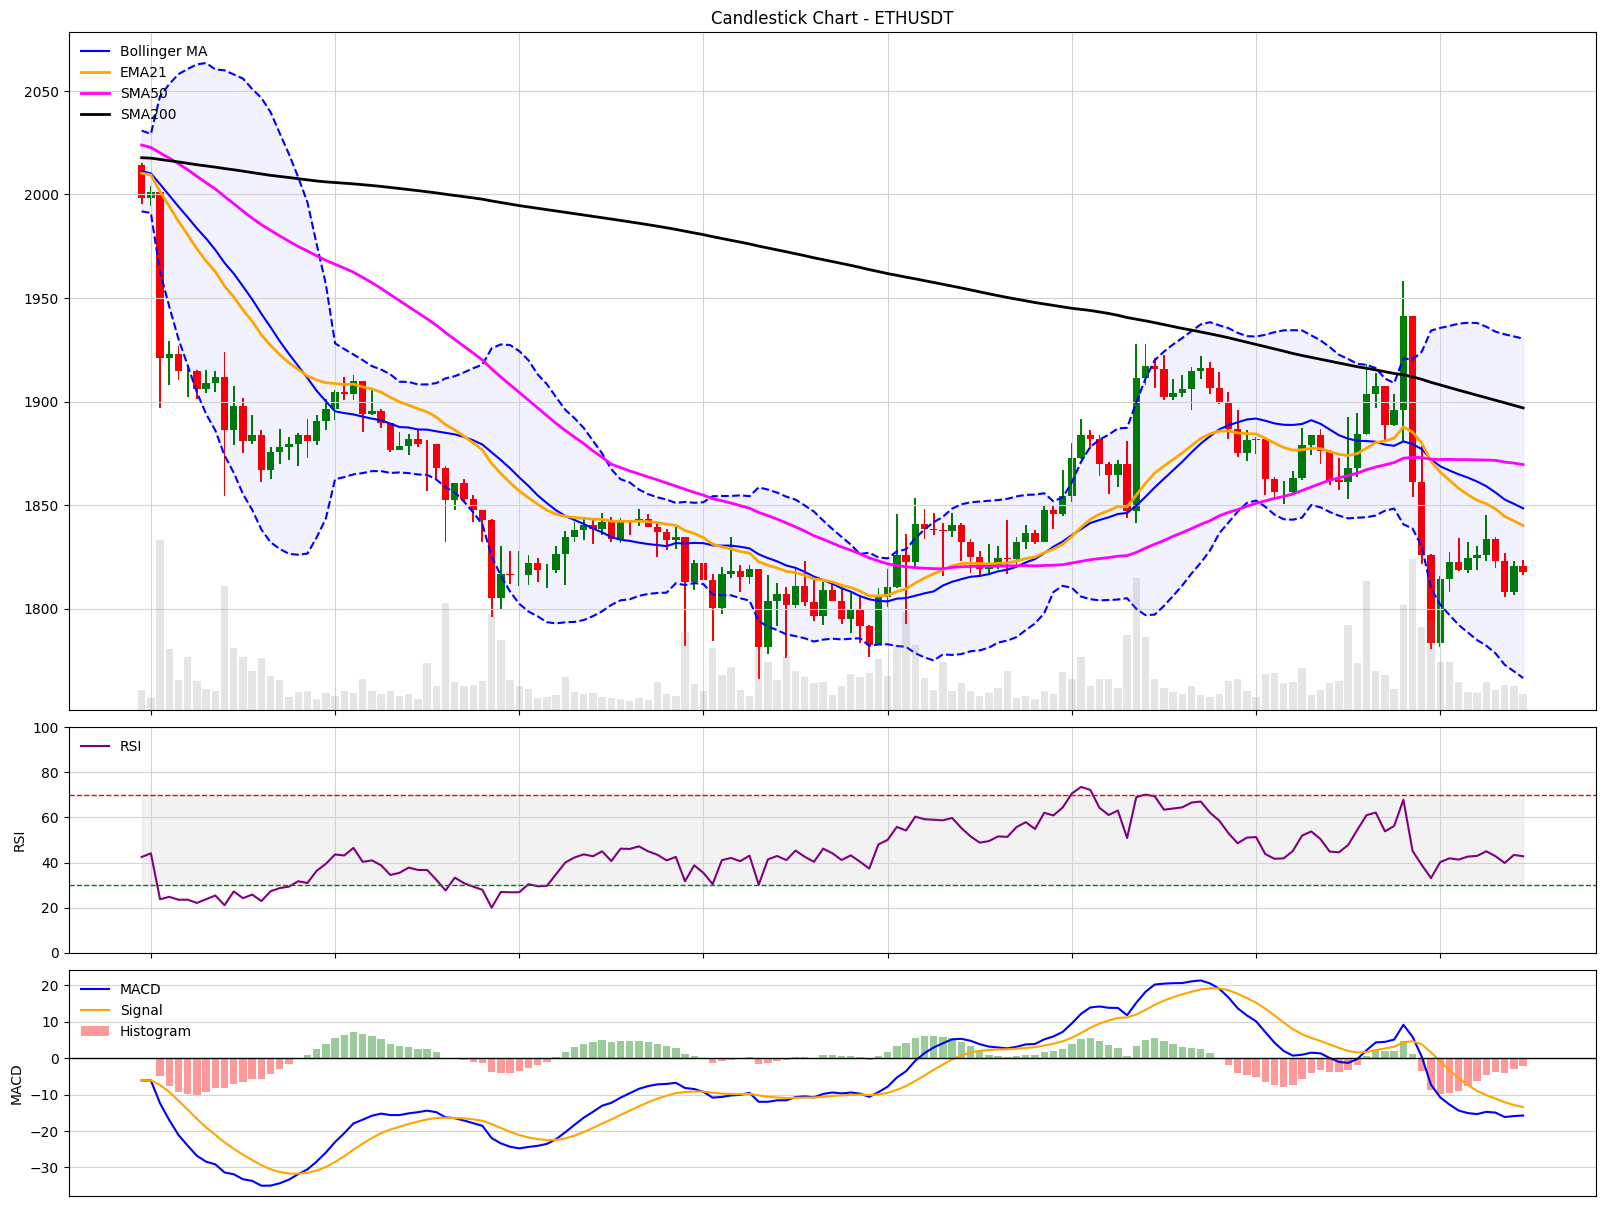 Candlestick Chart - ETHUSDT
Bollinger MA
EMA21
SMA50
SMA200
2050
2000
1950
1900
1850
1800
RSI
100
80
60
40
20
0
RSI
MACD
Signal
Histogram
20
10
0
−10
−20
−30
MACD